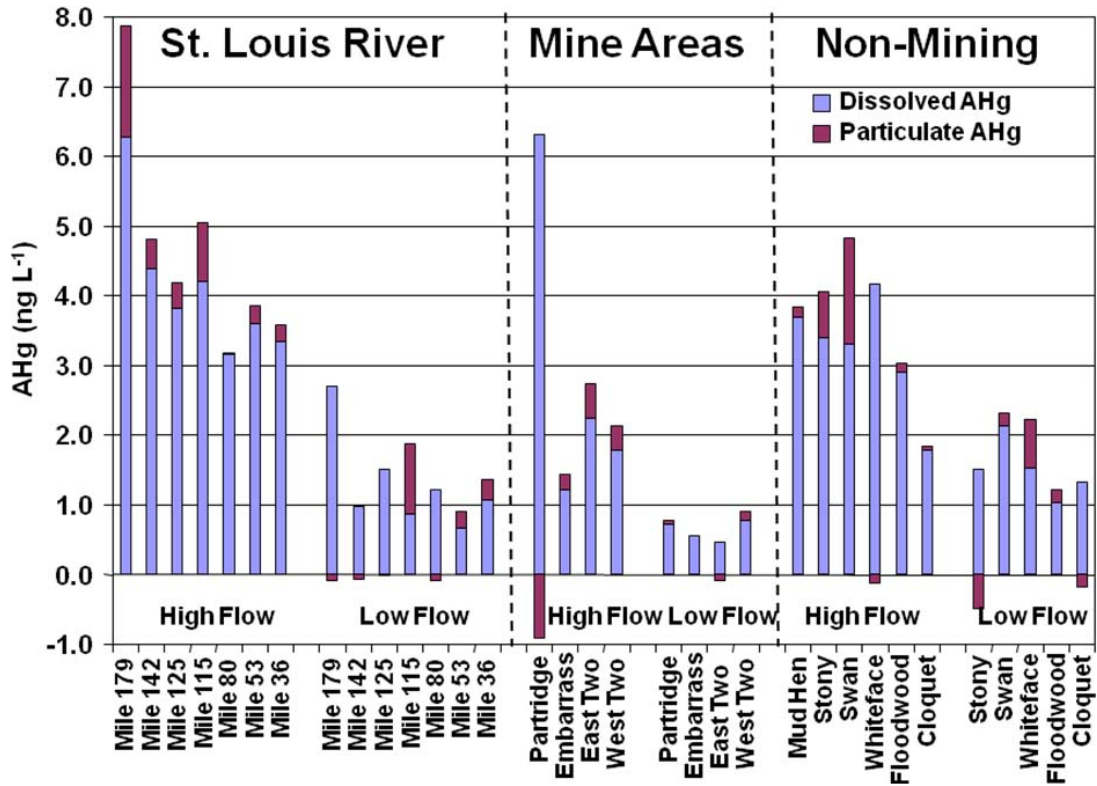 St. Louis River
Mine Areas
Non-Mining
Dissolved AHg
Particulate AHg
AHg (ng L⁻¹)
8.0
7.0
6.0
5.0
4.0
3.0
2.0
1.0
0.0
-1.0
High Flow
Low Flow
High Flow
Low Flow
High Flow
Low Flow
Mile 179
Mile 142
Mile 125
Mile 115
Mile 80
Mile 53
Mile 36
Mile 179
Mile 142
Mile 125
Mile 115
Mile 80
Mile 53
Mile 36
Partridge
Embarrass
East Two
West Two
Partridge
Embarrass
East Two
West Two
Mud Hen
Stony
Swan
Whiteface
Floodwood
Cloquet
Stony
Swan
Whiteface
Floodwood
Cloquet